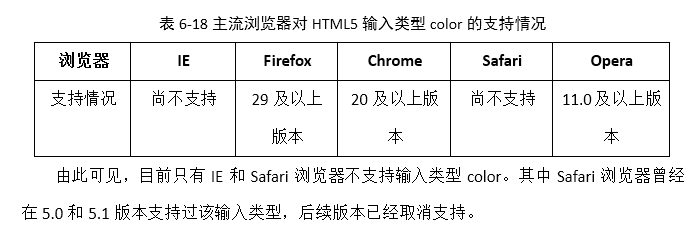 表 6-18 主流浏览器对 HTML5 输入类型 color 的支持情况
浏览器 IE Firefox Chrome Safari Opera
支持情况 尚不支持 29 及以上版本 20 及以上版本 尚不支持 11.0 及以上版本
由此可见，目前只有 IE 和 Safari 浏览器不支持输入类型 color。其中 Safari 浏览器曾经
在 5.0 和 5.1 版本支持过该输入类型，后续版本已经取消支持。